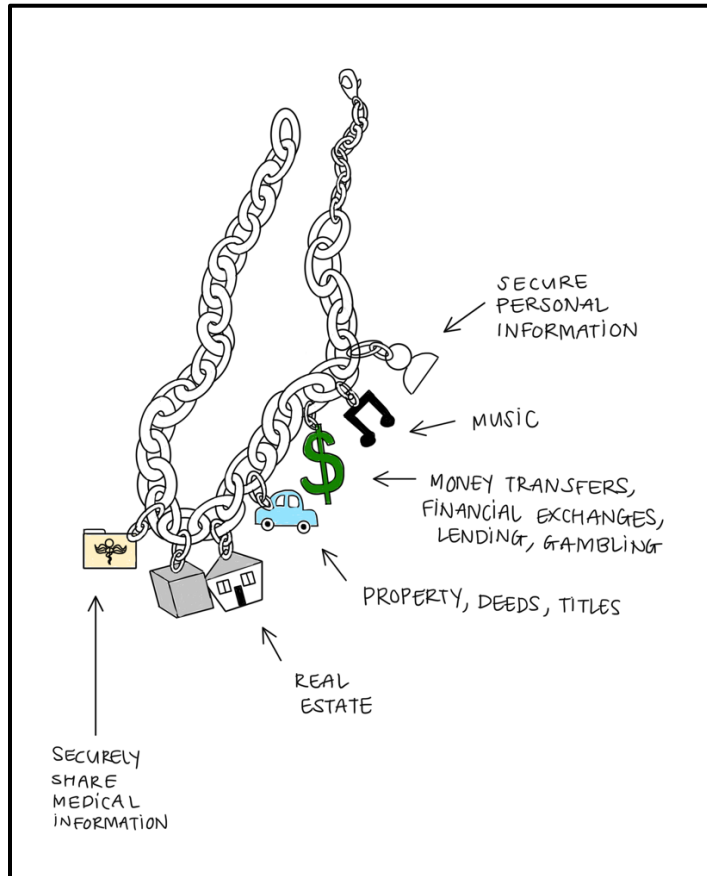 SECURE
PERSONAL
INFORMATION
MUSIC
MONEY TRANSFERS,
FINANCIAL EXCHANGES,
LENDING, GAMBLING
PROPERTY, DEEDS, TITLES
REAL
ESTATE
SECURELY
SHARE
MEDICAL
INFORMATION